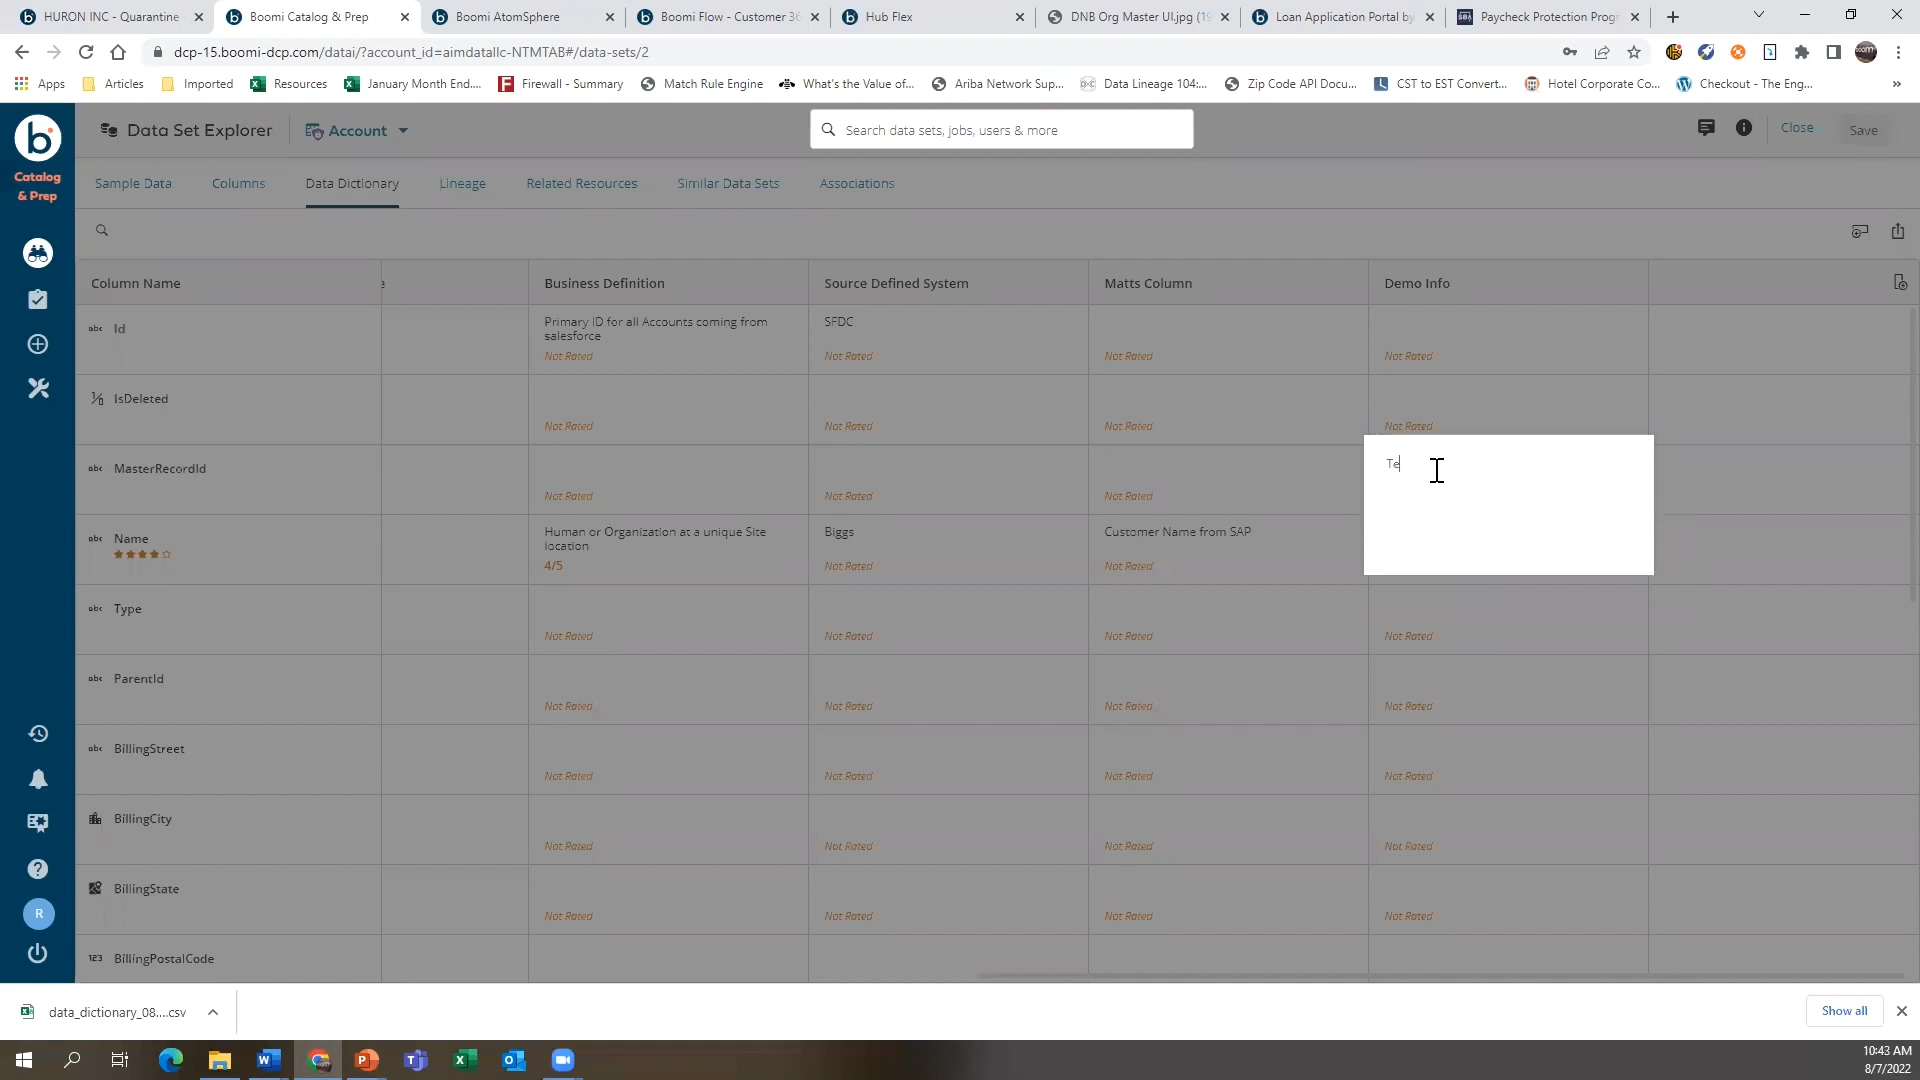 HURON INC - Quarantine
Boomi Catalog & Prep
Boomi AtomSphere
Boomi Flow - Customer 36
Hub Flex
DNB Org Master UI.jpg (19
Loan Application Portal by
Paycheck Protection Progr
dcp-15.boomi-dcp.com/datai/?account_id=aimdatallc-NTMTAB#/data-sets/2
Apps
Articles
Imported
Resources
January Month End....
Firewall - Summary
Match Rule Engine
What's the Value of...
Ariba Network Sup...
Data Lineage 104:...
Zip Code API Docu...
CST to EST Convert...
Hotel Corporate Co...
Checkout - The Eng...
Catalog
& Prep
Data Set Explorer
Account
Search data sets, jobs, users & more
Close
Save
Sample Data
Columns
Data Dictionary
Lineage
Related Resources
Similar Data Sets
Associations
Column Name
Business Definition
Source Defined System
Matts Column
Demo Info
abc Id
Primary ID for all Accounts coming from
salesforce
Not Rated
SFDC
Not Rated
Not Rated
Not Rated
IsDeleted
Not Rated
Not Rated
Not Rated
Not Rated
abc MasterRecordId
Not Rated
Not Rated
Not Rated
Te
abc Name
Human or Organization at a unique Site
location
4/5
Biggs
Not Rated
Customer Name from SAP
Not Rated
abc Type
Not Rated
Not Rated
Not Rated
Not Rated
abc ParentId
Not Rated
Not Rated
Not Rated
Not Rated
abc BillingStreet
Not Rated
Not Rated
Not Rated
Not Rated
BillingCity
Not Rated
Not Rated
Not Rated
Not Rated
BillingState
Not Rated
Not Rated
Not Rated
Not Rated
123 BillingPostalCode
R
data_dictionary_08....csv
Show all
10:43 AM
8/7/2022